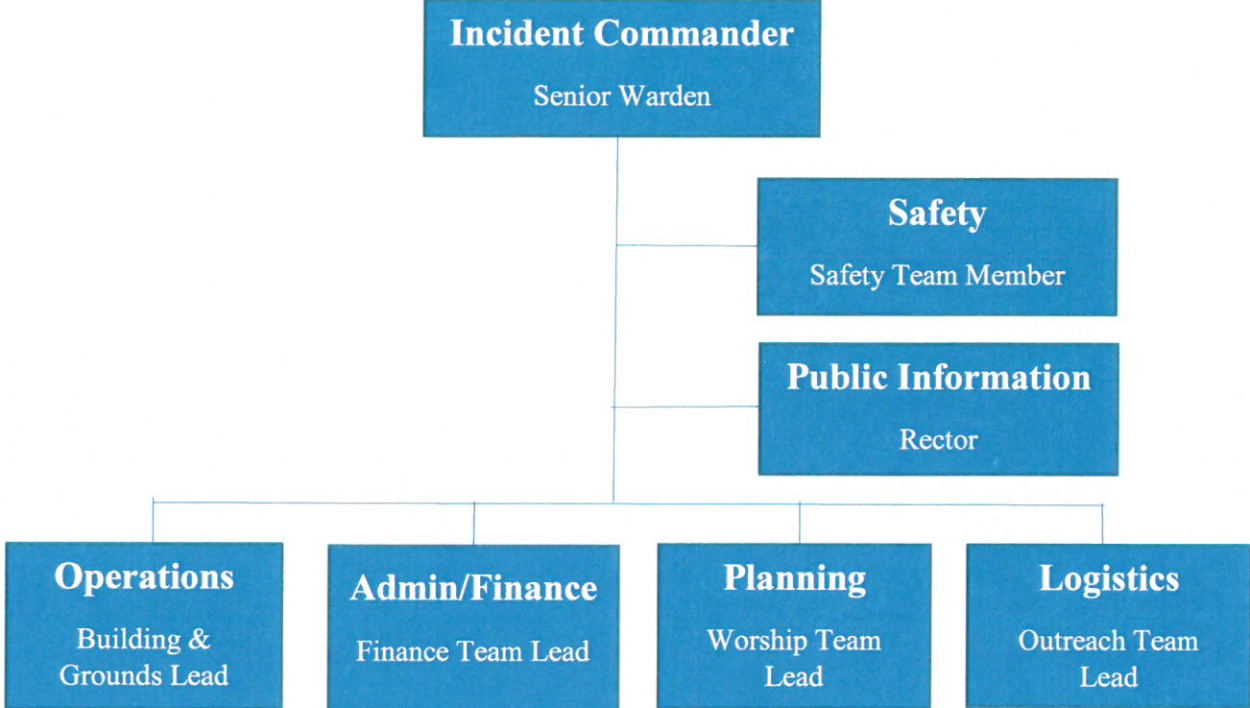 Incident Commander
Senior Warden
Safety
Safety Team Member
Public Information
Rector
Operations
Building &
Grounds Lead
Admin/Finance
Finance Team Lead
Planning
Worship Team
Lead
Logistics
Outreach Team
Lead